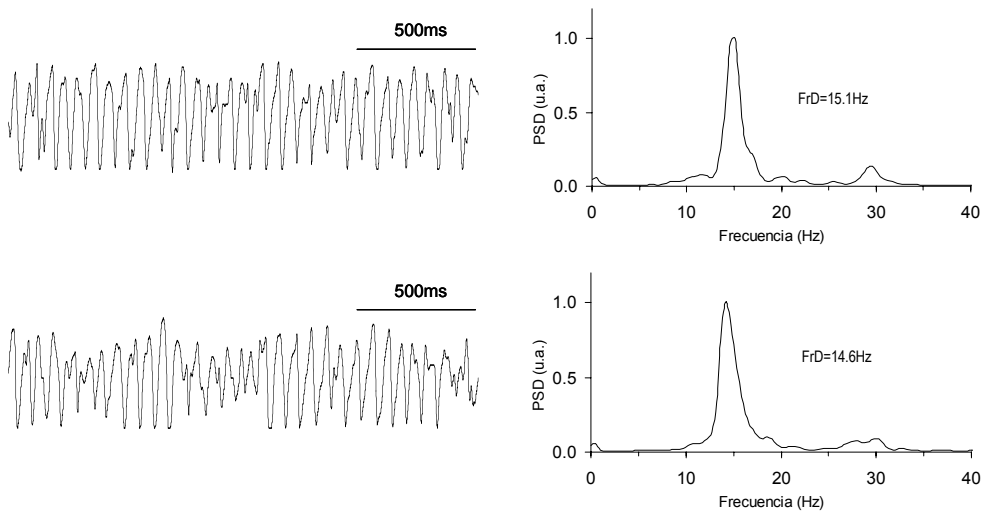 500ms
PSD (u.a.)
1.0
0.5
0.0
FrD=15.1Hz
0 10 20 30 40
Frecuencia (Hz)
500ms
PSD (u.a.)
1.0
0.5
0.0
FrD=14.6Hz
0 10 20 30 40
Frecuencia (Hz)